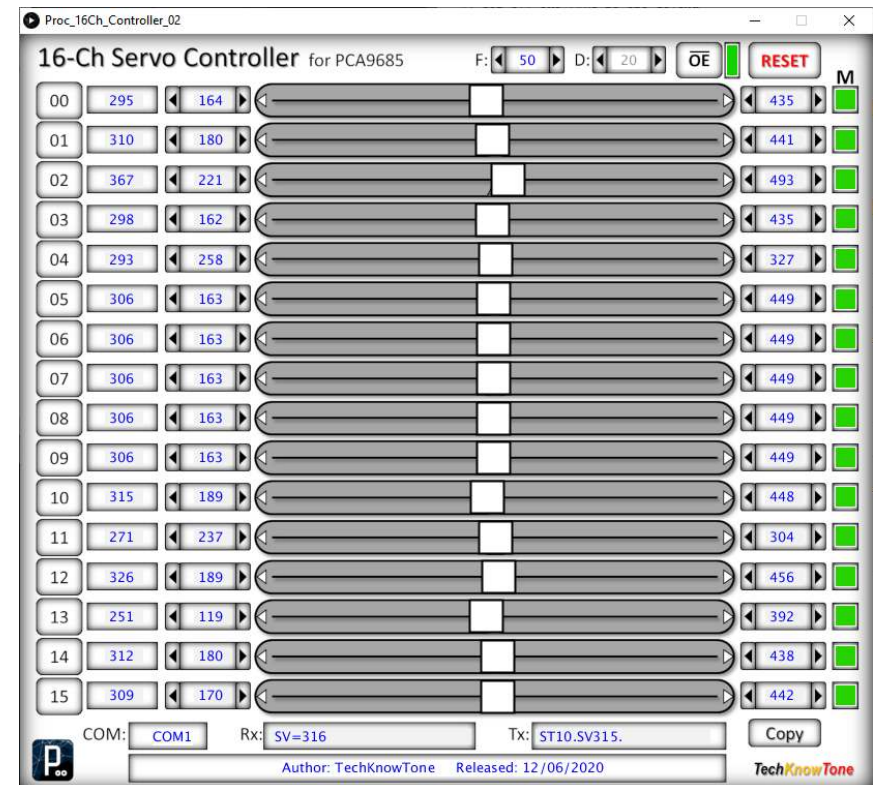 Proc_16Ch_Controller_02
16-Ch Servo Controller for PCA9685 F: 50 D: 20 OE RESET
M
00 295 164 435
01 310 180 441
02 367 221 493
03 298 162 435
04 293 258 327
05 306 163 449
06 306 163 449
07 306 163 449
08 306 163 449
09 306 163 449
10 315 189 448
11 271 237 304
12 326 189 456
13 251 119 392
14 312 180 438
15 309 170 442
COM: COM1 Rx: SV=316 Tx: ST10.SV315. Copy
P
Author: TechKnowTone Released: 12/06/2020 TechKnowTone